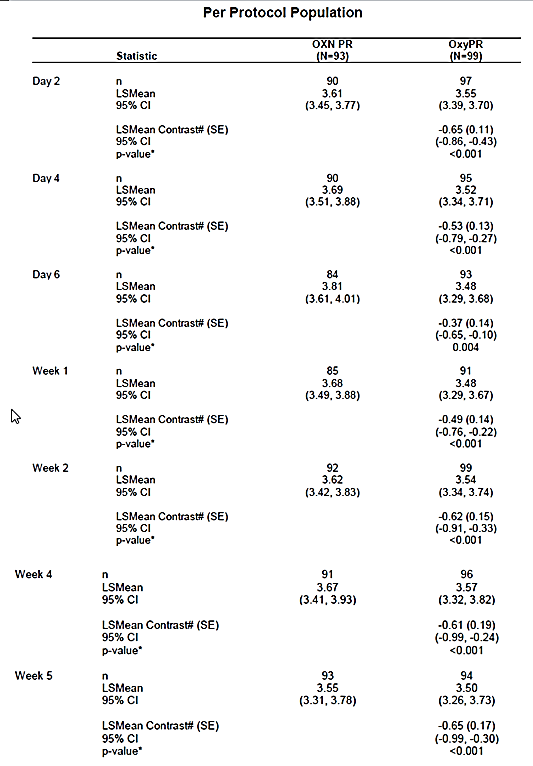 Per Protocol Population
OXN PR OxyPR
Statistic (N=93) (N=99)
Day 2 n 90 97
LSMean 3.61 3.55
95% CI (3.45, 3.77) (3.39, 3.70)
LSMean Contrast# (SE) -0.65 (0.11)
95% CI (-0.86, -0.43)
p-value* <0.001
Day 4 n 90 95
LSMean 3.69 3.52
95% CI (3.51, 3.88) (3.34, 3.71)
LSMean Contrast# (SE) -0.53 (0.13)
95% CI (-0.79, -0.27)
p-value* <0.001
Day 6 n 84 93
LSMean 3.81 3.48
95% CI (3.61, 4.01) (3.29, 3.68)
LSMean Contrast# (SE) -0.37 (0.14)
95% CI (-0.65, -0.10)
p-value* 0.004
Week 1 n 85 91
LSMean 3.68 3.48
95% CI (3.49, 3.88) (3.29, 3.67)
LSMean Contrast# (SE) -0.49 (0.14)
95% CI (-0.76, -0.22)
p-value* <0.001
Week 2 n 92 99
LSMean 3.62 3.54
95% CI (3.42, 3.83) (3.34, 3.74)
LSMean Contrast# (SE) -0.62 (0.15)
95% CI (-0.91, -0.33)
p-value* <0.001
Week 4 n 91 96
LSMean 3.67 3.57
95% CI (3.41, 3.93) (3.32, 3.82)
LSMean Contrast# (SE) -0.61 (0.19)
95% CI (-0.99, -0.24)
p-value* <0.001
Week 5 n 93 94
LSMean 3.55 3.50
95% CI (3.31, 3.78) (3.26, 3.73)
LSMean Contrast# (SE) -0.65 (0.17)
95% CI (-0.99, -0.30)
p-value* <0.001